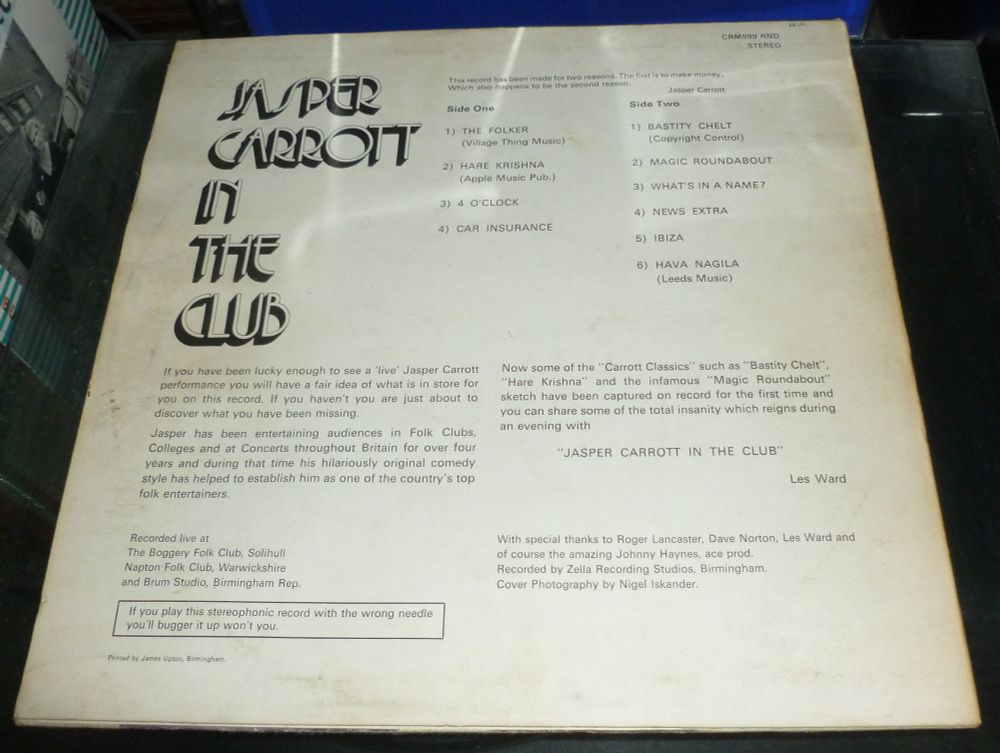 CRM999 RND
STEREO
JASPER
CARROTT
IN
THE
CLUB
This record has been made for two reasons. The first is to make money.
Which also happens to be the second reason.
Jasper Carrott
Side One
1) THE FOLKER
(Village Thing Music)
2) HARE KRISHNA
(Apple Music Pub.)
3) 4 O'CLOCK
4) CAR INSURANCE
Side Two
1) BASTITY CHELT
(Copyright Control)
2) MAGIC ROUNDABOUT
3) WHAT'S IN A NAME?
4) NEWS EXTRA
5) IBIZA
6) HAVA NAGILA
(Leeds Music)
If you have been lucky enough to see a 'live' Jasper Carrott
performance you will have a fair idea of what is in store for
you on this record. If you haven't you are just about to
discover what you have been missing.
Jasper has been entertaining audiences in Folk Clubs,
Colleges and at Concerts throughout Britain for over four
years and during that time his hilariously original comedy
style has helped to establish him as one of the country's top
folk entertainers.
Now some of the "Carrott Classics" such as "Bastity Chelt",
"Hare Krishna" and the infamous "Magic Roundabout"
sketch have been captured on record for the first time and
you can share some of the total insanity which reigns during
an evening with
"JASPER CARROTT IN THE CLUB"
Les Ward
Recorded live at
The Boggery Folk Club, Solihull
Napton Folk Club, Warwickshire
and Brum Studio, Birmingham Rep.
With special thanks to Roger Lancaster, Dave Norton, Les Ward and
of course the amazing Johnny Haynes, ace prod.
Recorded by Zella Recording Studios, Birmingham.
Cover Photography by Nigel Iskander.
If you play this stereophonic record with the wrong needle
you'll bugger it up won't you.
Printed by James Upton, Birmingham.